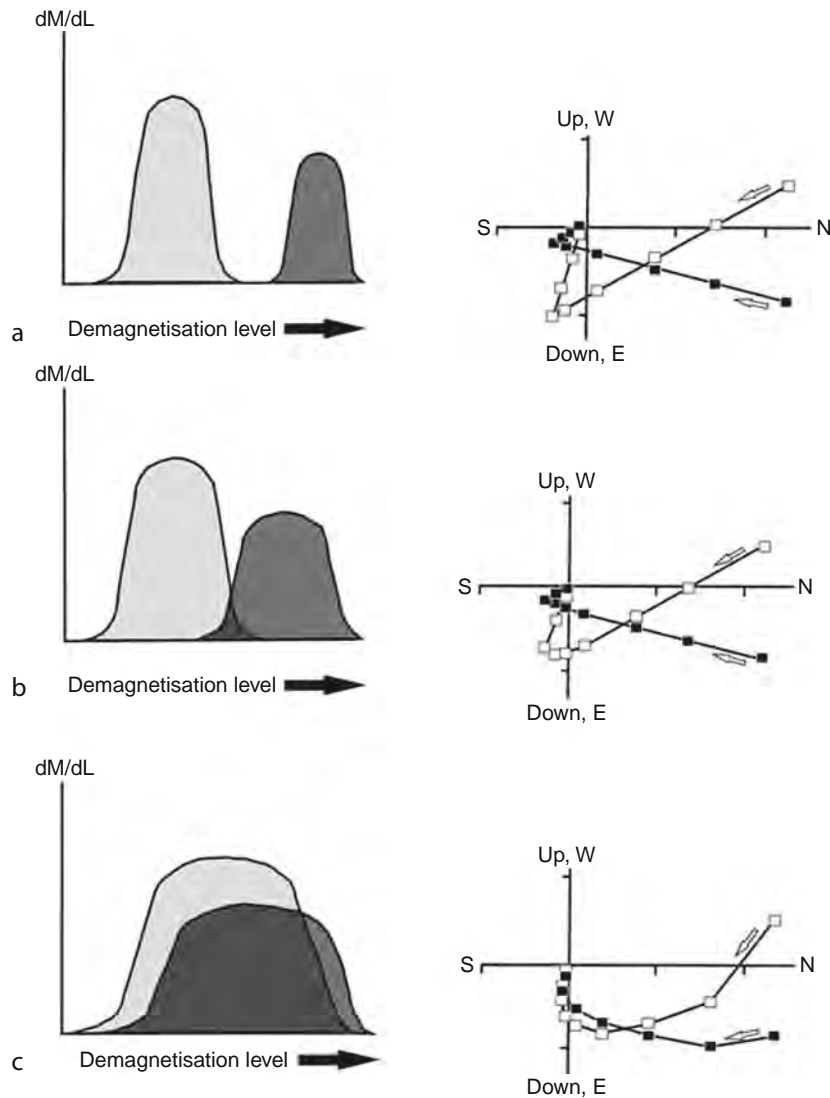 dM/dL
Up, W
S N
a Demagnetisation level
Down, E
dM/dL
Up, W
S N
b Demagnetisation level
Down, E
dM/dL
Up, W
S N
c Demagnetisation level
Down, E